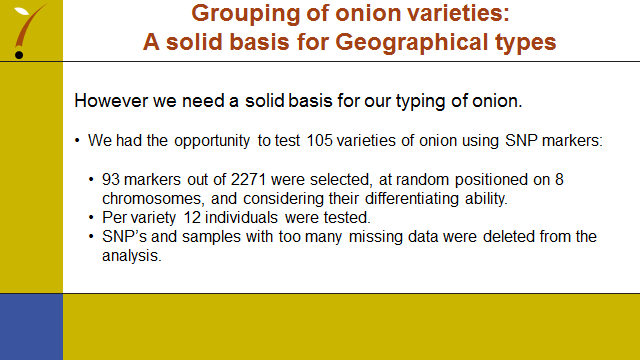 Grouping of onion varieties:
A solid basis for Geographical types
However we need a solid basis for our typing of onion.
• We had the opportunity to test 105 varieties of onion using SNP markers:
• 93 markers out of 2271 were selected, at random positioned on 8
chromosomes, and considering their differentiating ability.
• Per variety 12 individuals were tested.
• SNP's and samples with too many missing data were deleted from the
analysis.